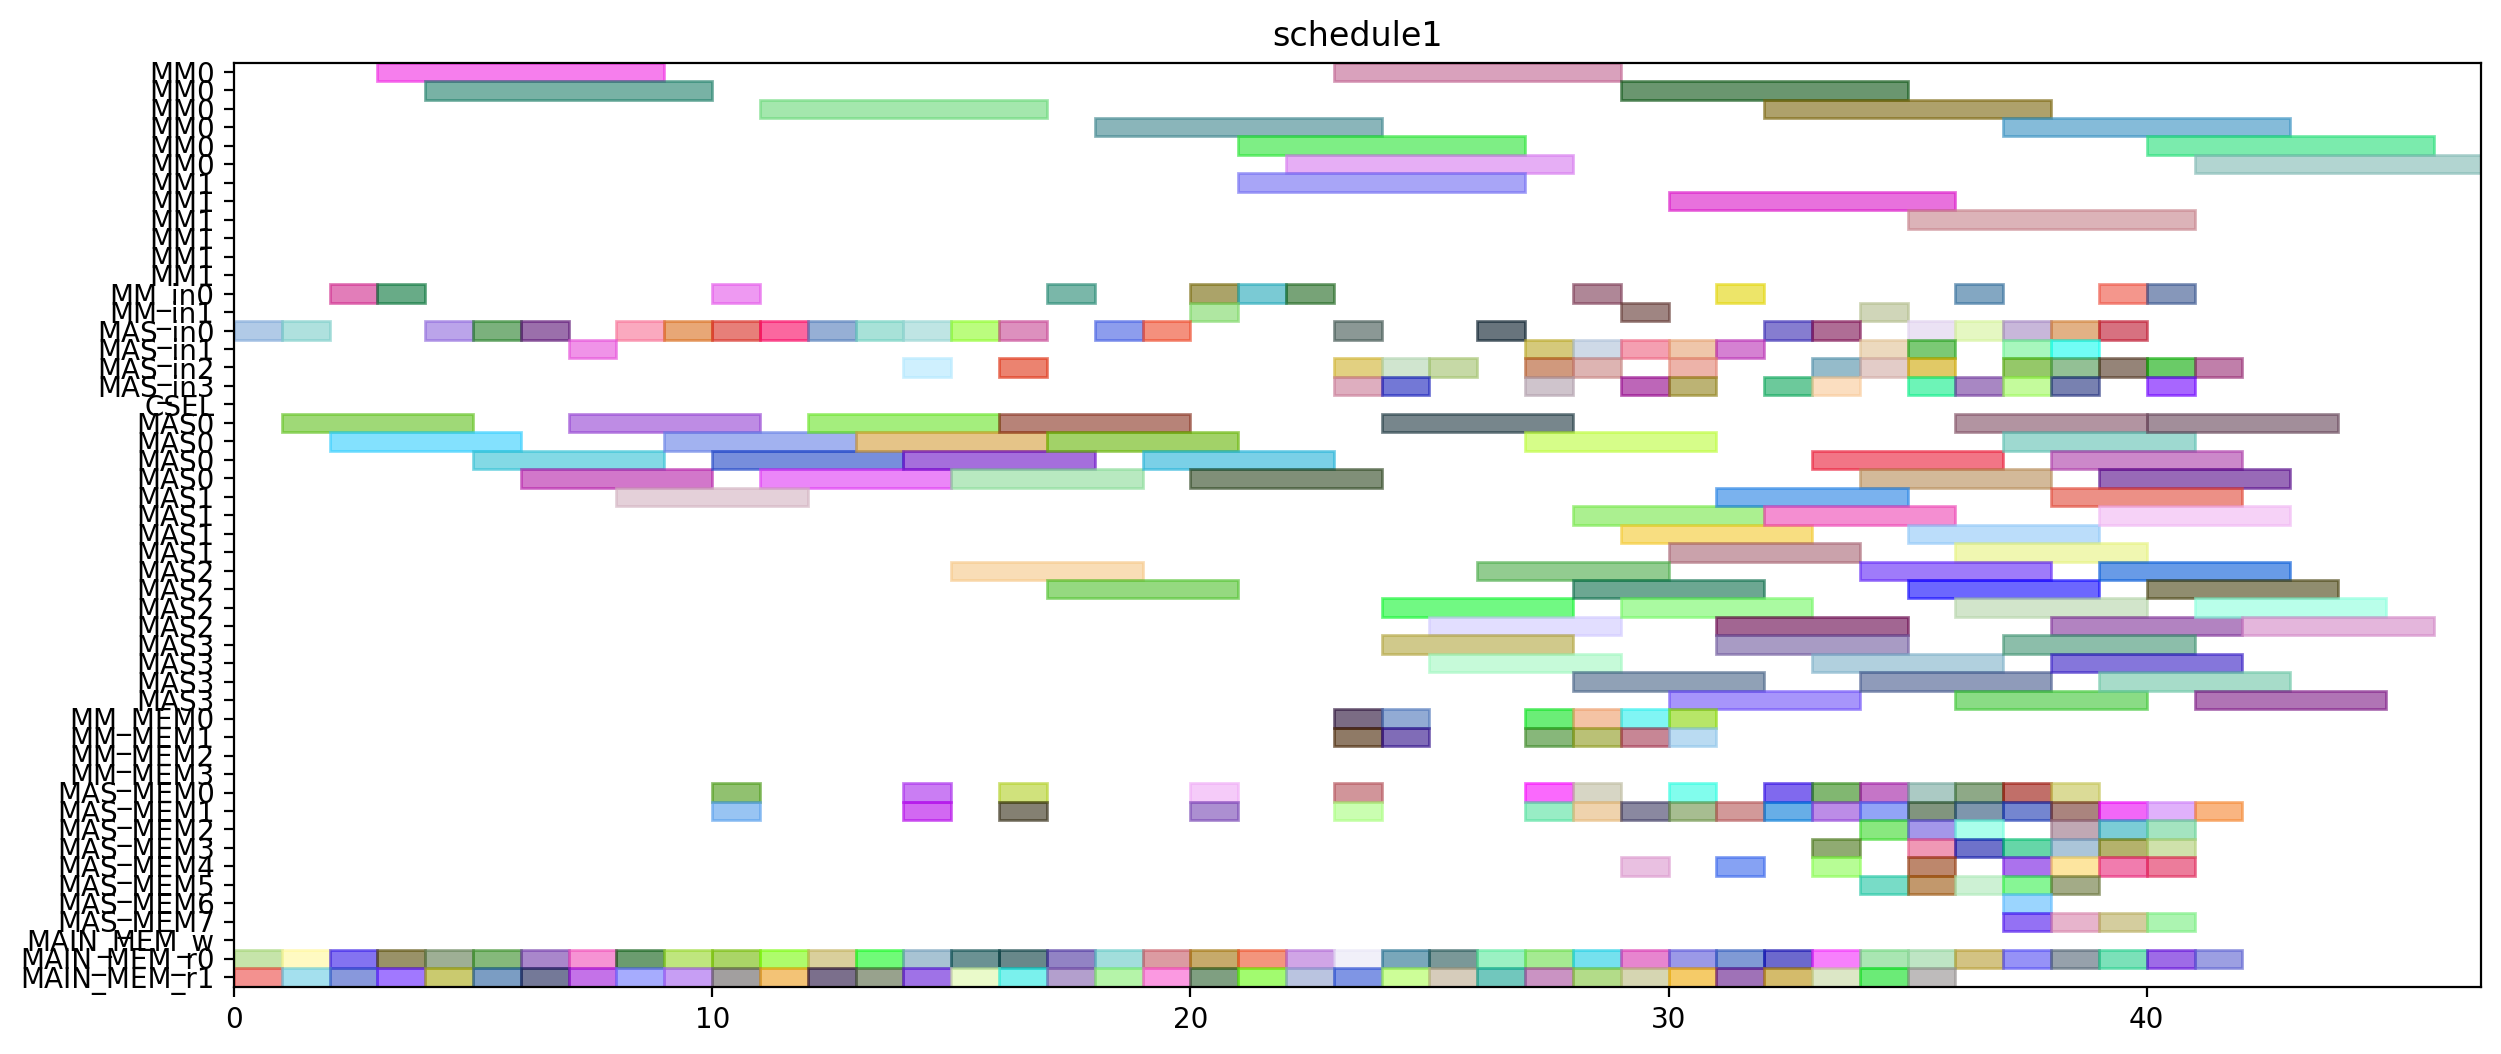 schedule1
MM0
MM0
MM0
MM0
MM0
MM0
MM1
MM1
MM1
MM1
MM1
MM1
MM_in0
MM_in1
MAS_in0
MAS_in1
MAS_in2
MAS_in3
CSEL
MAS0
MAS0
MAS0
MAS0
MAS1
MAS1
MAS1
MAS1
MAS2
MAS2
MAS2
MAS2
MAS3
MAS3
MAS3
MAS3
MM_MEM0
MM_MEM1
MM_MEM2
MM_MEM3
MAS_MEM0
MAS_MEM1
MAS_MEM2
MAS_MEM3
MAS_MEM4
MAS_MEM5
MAS_MEM6
MAS_MEM7
MAIN_MEM_w
MAIN_MEM_r0
MAIN_MEM_r1
0 10 20 30 40